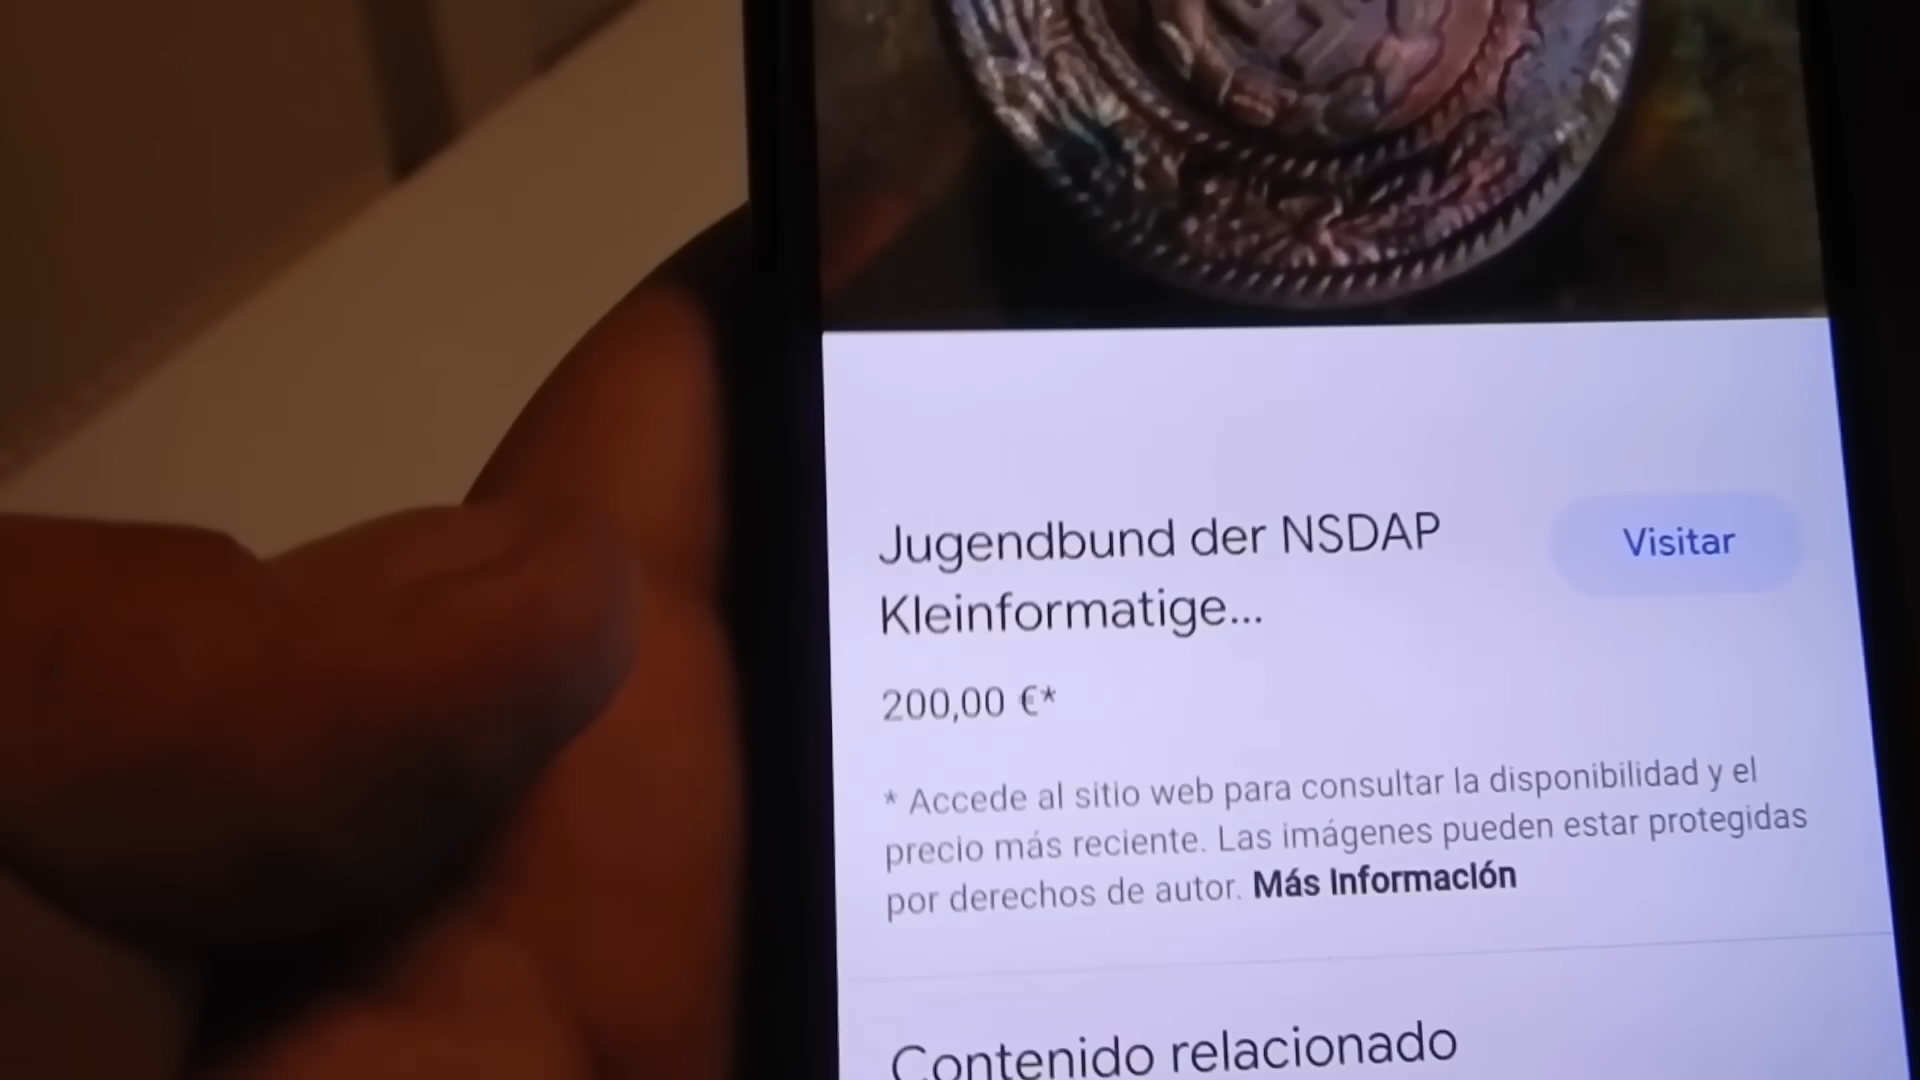 Jugendbund der NSDAP
Kleinformatige...
Visitar
200,00 €*
* Accede al sitio web para consultar la disponibilidad y el
precio más reciente. Las imágenes pueden estar protegidas
por derechos de autor. Más información
Contenido relacionado